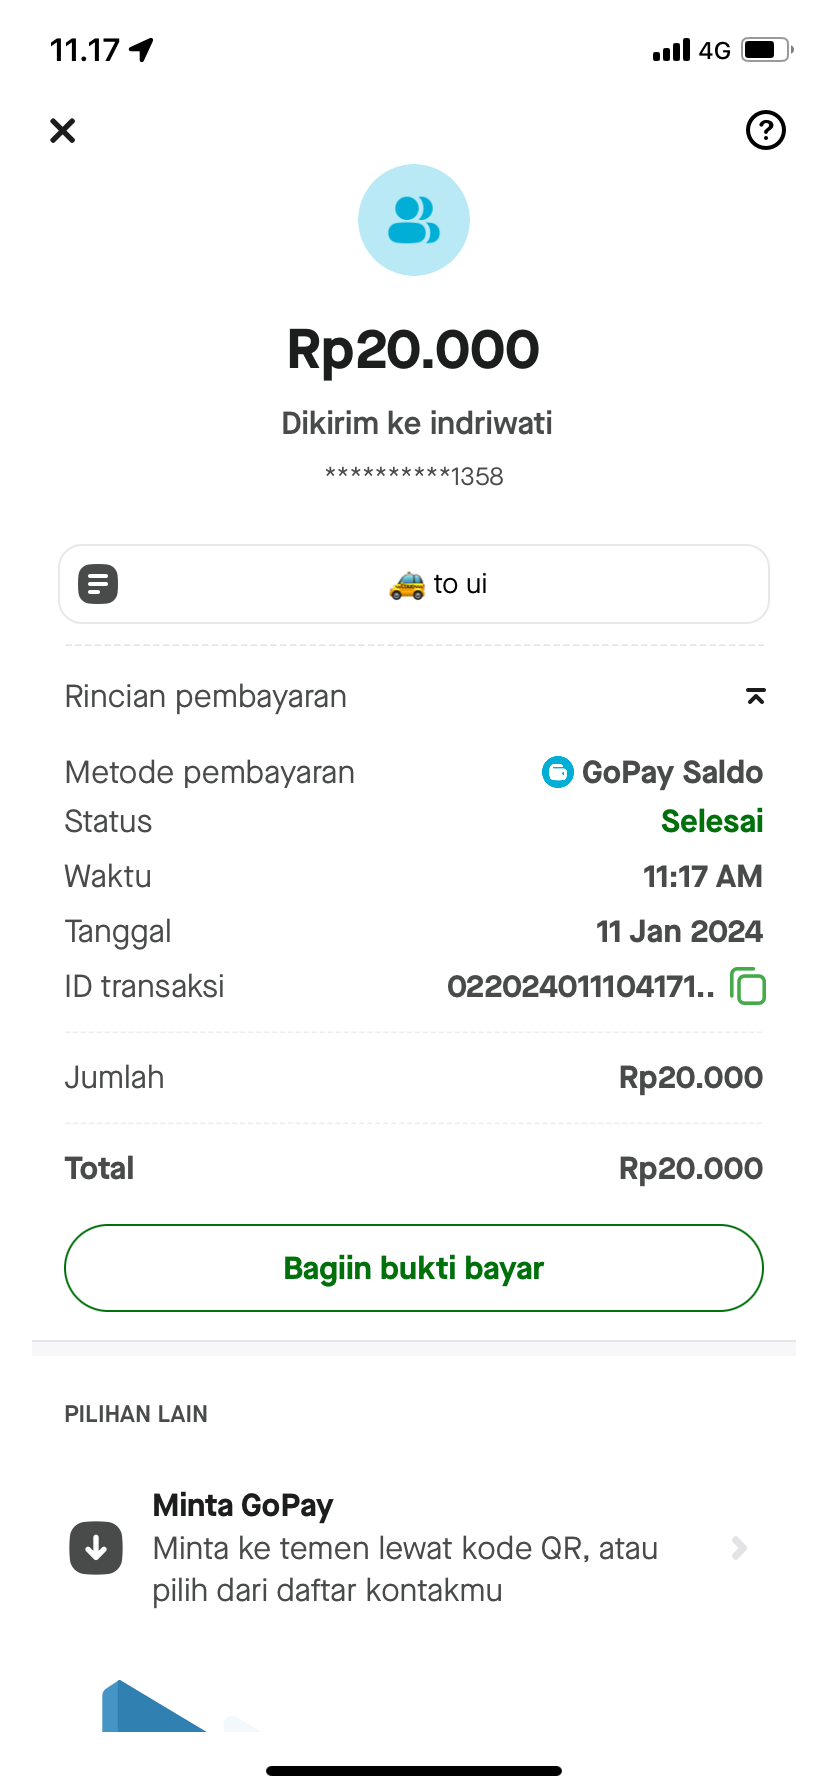 11.17
4G
Rp20.000
Dikirim ke indriwati
**********1358
🚕 to ui
Rincian pembayaran
Metode pembayaran GoPay Saldo
Status Selesai
Waktu 11:17 AM
Tanggal 11 Jan 2024
ID transaksi 022024011104171..
Jumlah Rp20.000
Total Rp20.000
Bagiin bukti bayar
PILIHAN LAIN
Minta GoPay
Minta ke temen lewat kode QR, atau
pilih dari daftar kontakmu